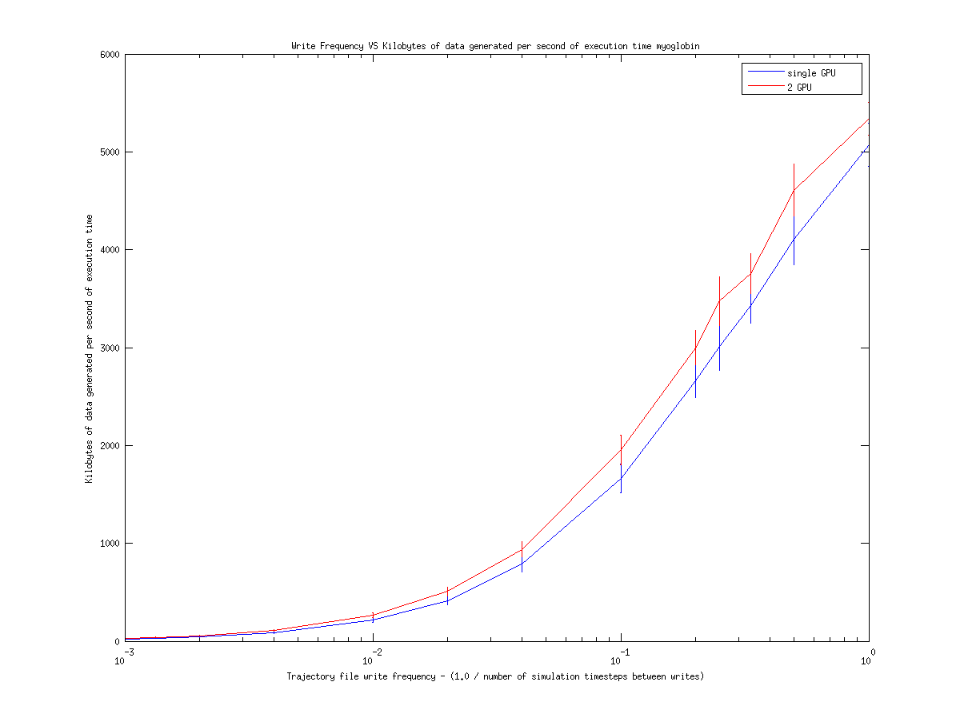 Write Frequency VS Kilobytes of data generated per second of execution time myoglobin
single GPU
2 GPU
Kilobytes of data generated per second of execution time
6000
5000
4000
3000
2000
1000
0
10^-3 10^-2 10^-1 10^0
Trajectory file write frequency - (1.0 / number of simulation timesteps between writes)